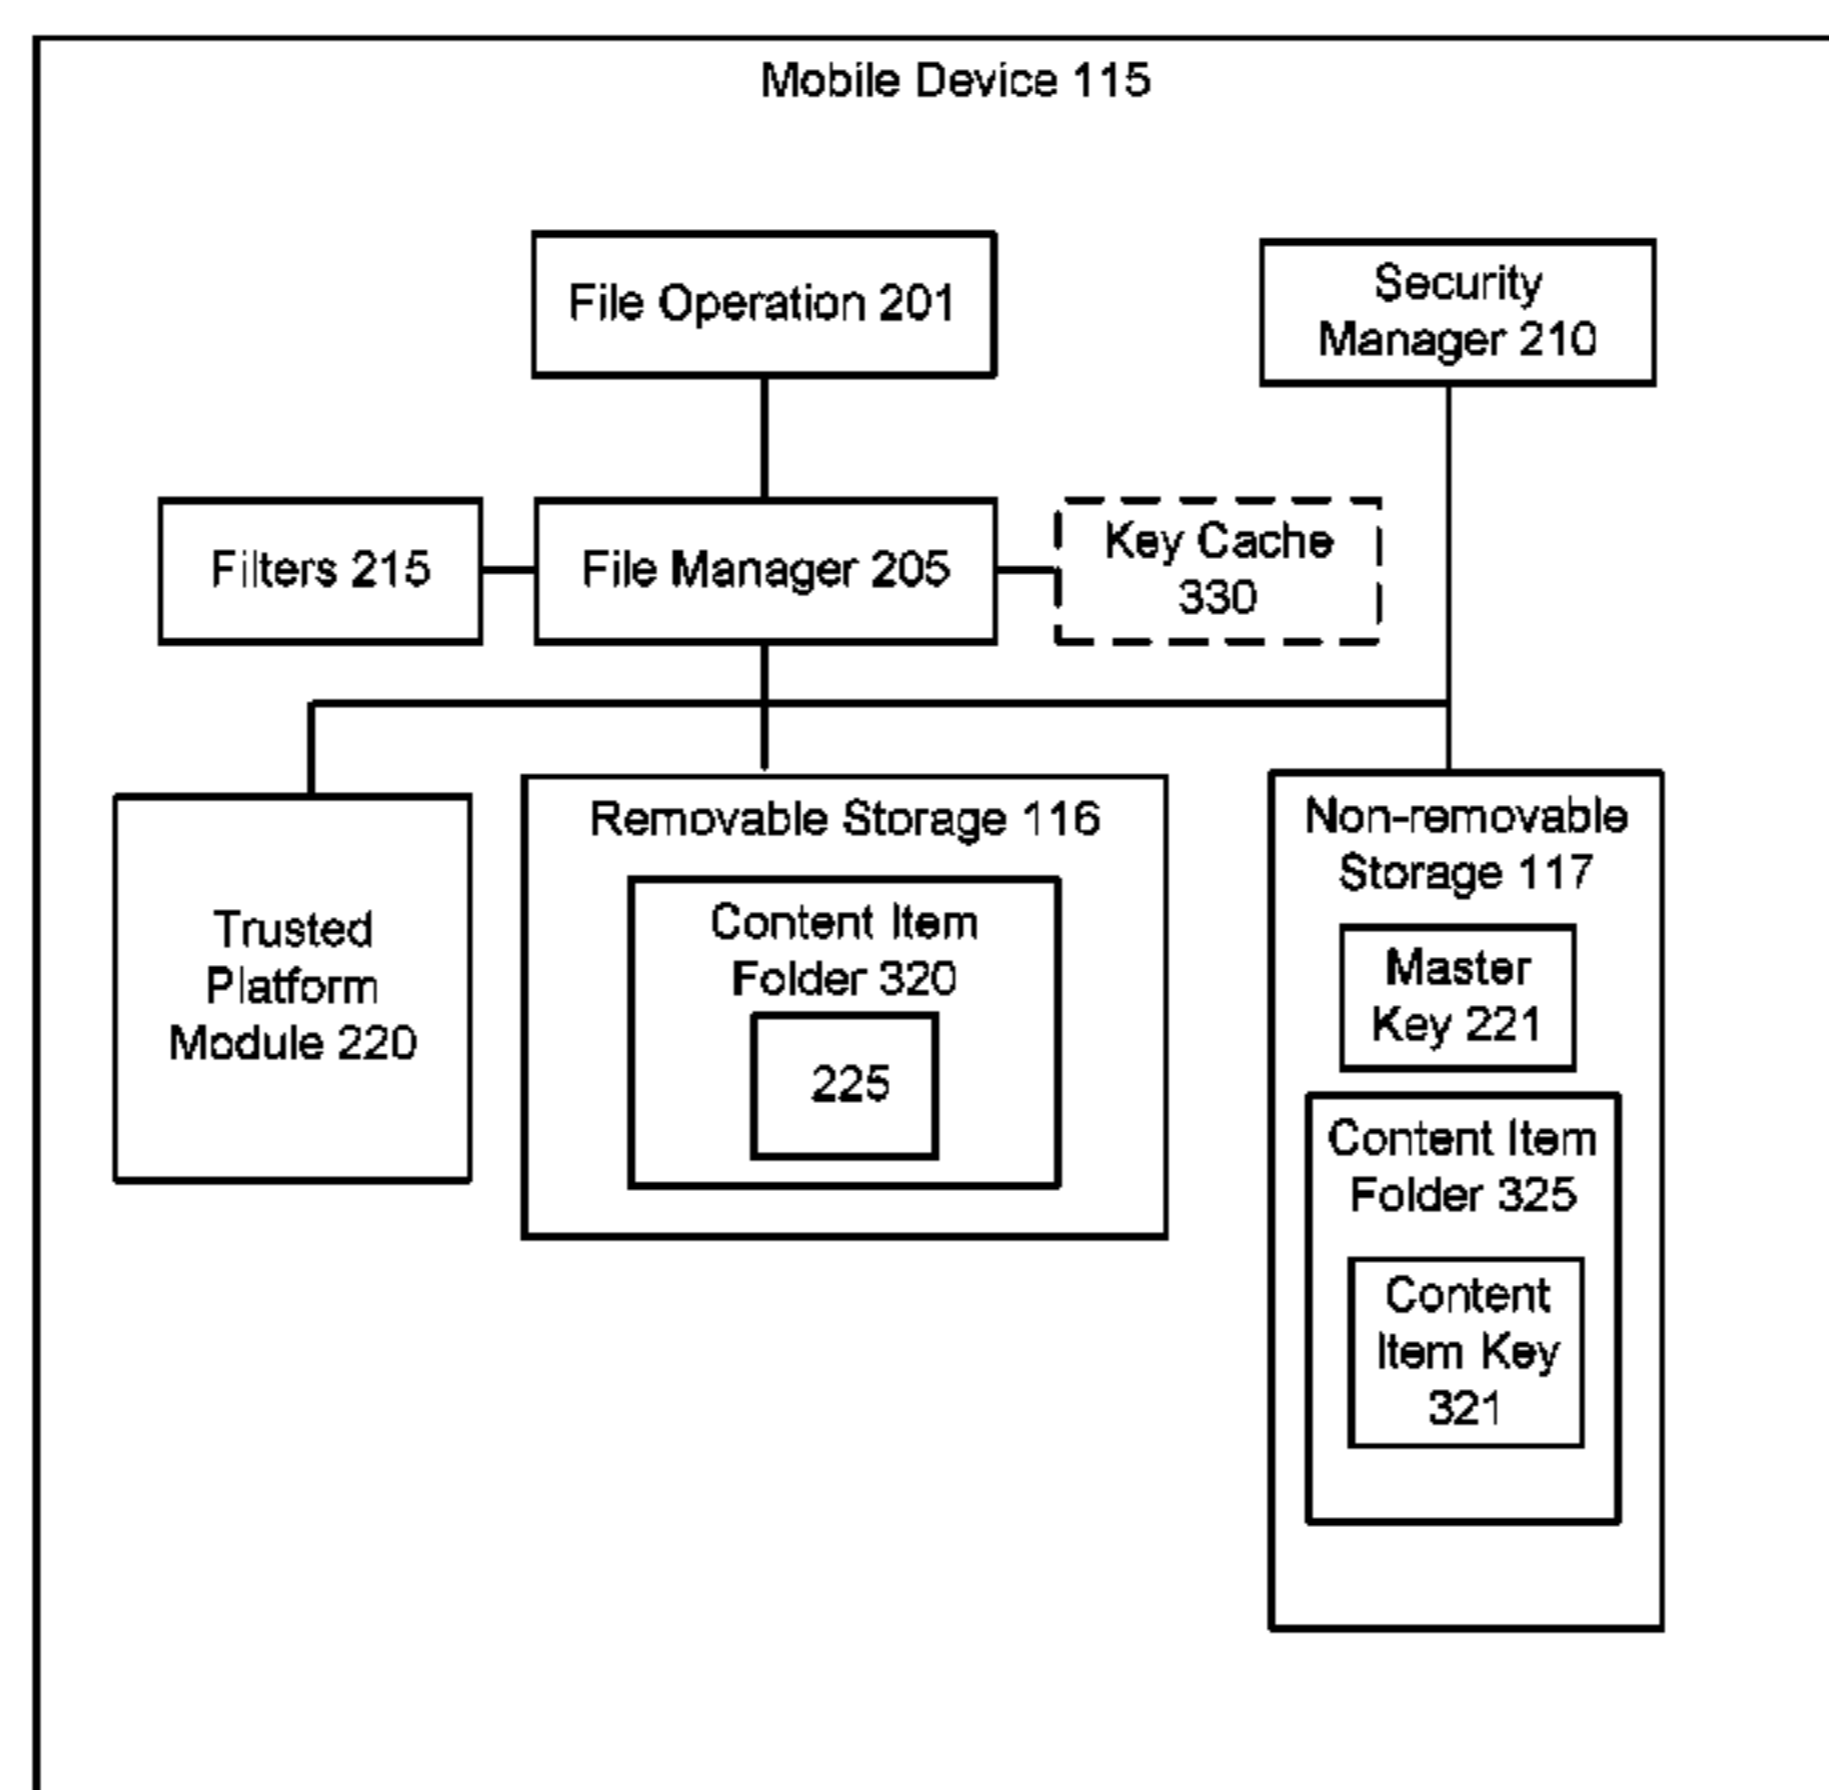 Mobile Device 115
File Operation 201
Security
Manager 210
Filters 215
File Manager 205
Key Cache
330
Trusted
Platform
Module 220
Removable Storage 116
Content Item
Folder 320
225
Non-removable
Storage 117
Master
Key 221
Content Item
Folder 325
Content
Item Key
321